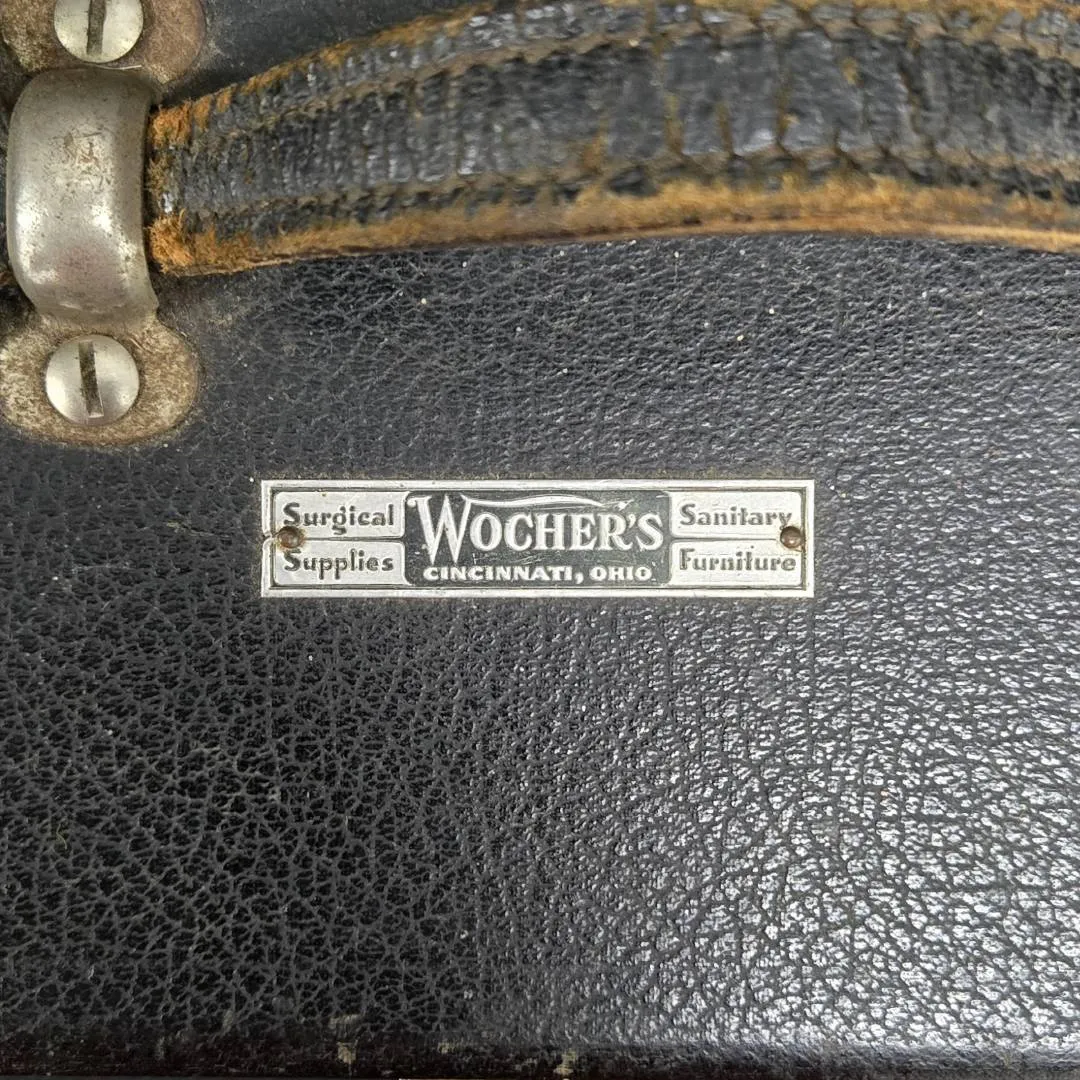 Surgical
Supplies
WOCHER'S
CINCINNATI, OHIO
Sanitary
Furniture